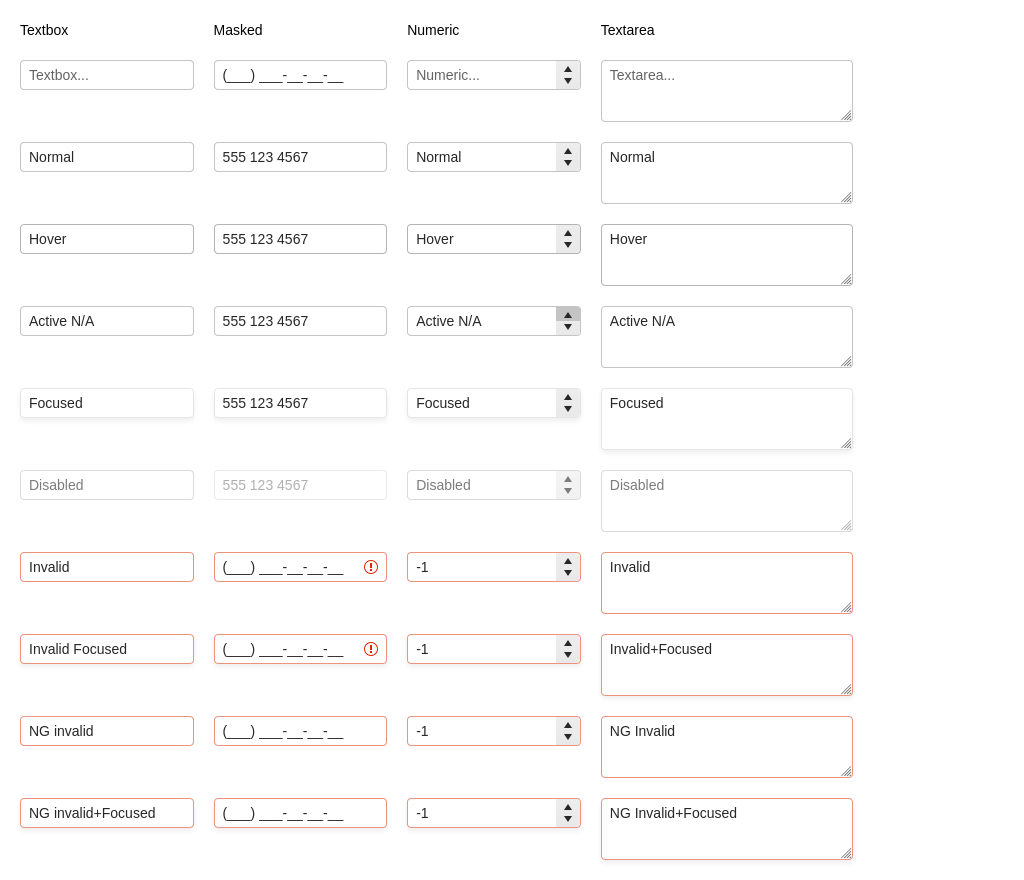 Textbox Masked Numeric Textarea
Textbox... (___) ___-__-__-__ Numeric... Textarea...
Normal 555 123 4567 Normal Normal
Hover 555 123 4567 Hover Hover
Active N/A 555 123 4567 Active N/A Active N/A
Focused 555 123 4567 Focused Focused
Disabled 555 123 4567 Disabled Disabled
Invalid (___) ___-__-__-__ -1 Invalid
Invalid Focused (___) ___-__-__-__ -1 Invalid+Focused
NG invalid (___) ___-__-__-__ -1 NG Invalid
NG invalid+Focused (___) ___-__-__-__ -1 NG Invalid+Focused